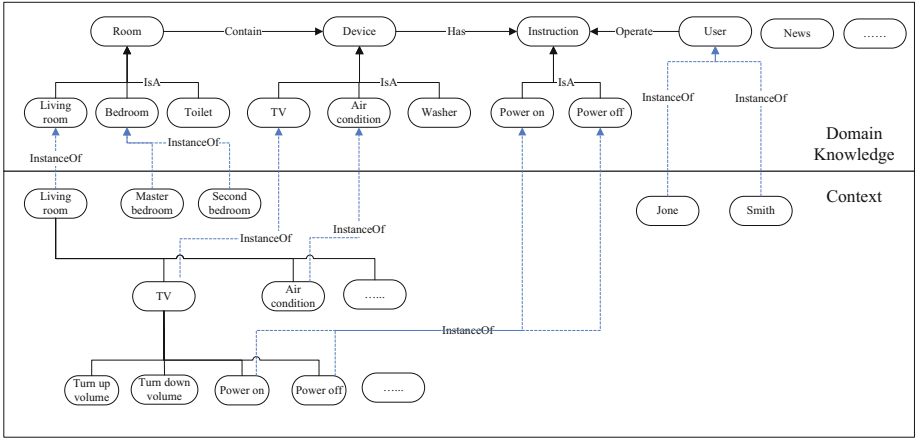 Room
Contain
Device
Has
Instruction
Operate
User
News
……
IsA
IsA
IsA
Living
room
Bedroom
Toilet
TV
Air
condition
Washer
Power on
Power off
InstanceOf
InstanceOf
InstanceOf
InstanceOf
Domain
Knowledge
Living
room
Master
bedroom
Second
bedroom
Jone
Smith
Context
InstanceOf
InstanceOf
TV
Air
condition
…...
InstanceOf
Turn up
volume
Turn down
volume
Power on
Power off
…...